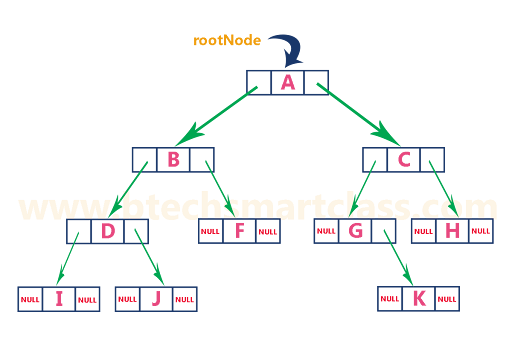 rootNode
A
B C
www.btechsmartclass.com
D NULL F NULL NULL G NULL H NULL
NULL I NULL NULL J NULL NULL K NULL